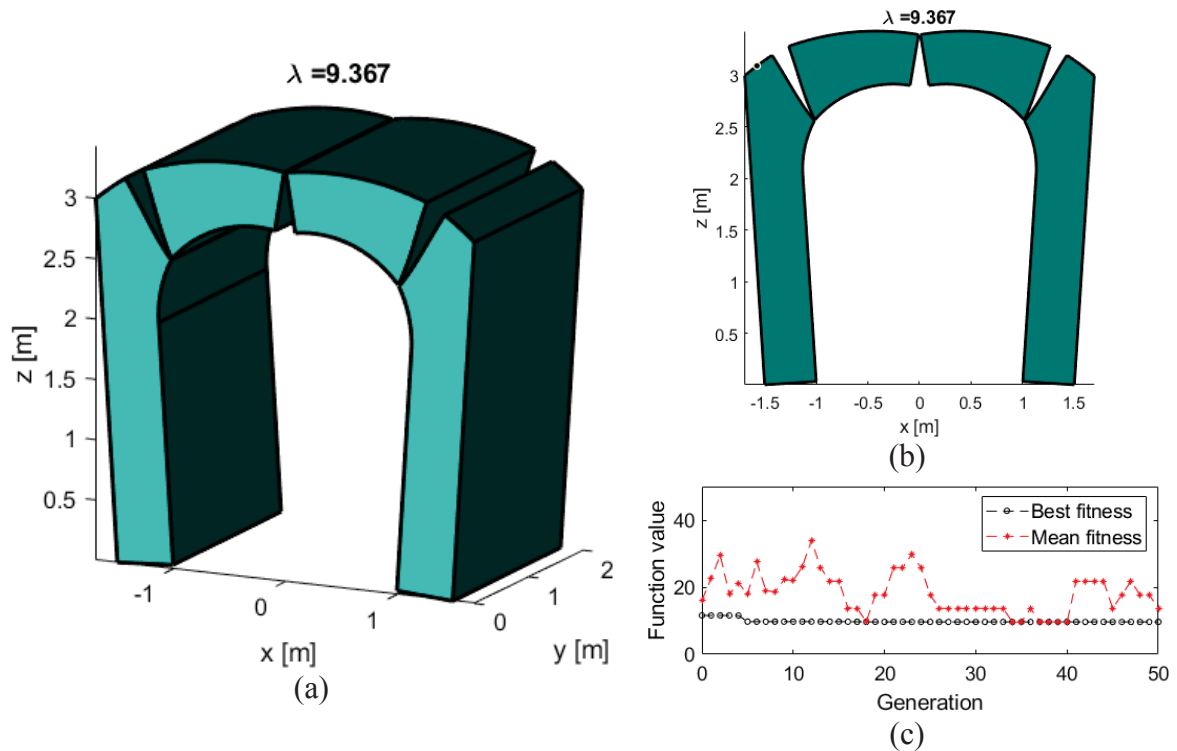 λ =9.367
3
2.5
2
1.5
1
0.5
z [m]
-1
0
1
x [m]
0
1
2
y [m]
(a)
λ =9.367
3
2.5
2
1.5
1
0.5
z [m]
-1.5 -1 -0.5 0 0.5 1 1.5
x [m]
(b)
40
20
0
Function value
Best fitness
Mean fitness
0 10 20 30 40 50
Generation
(c)